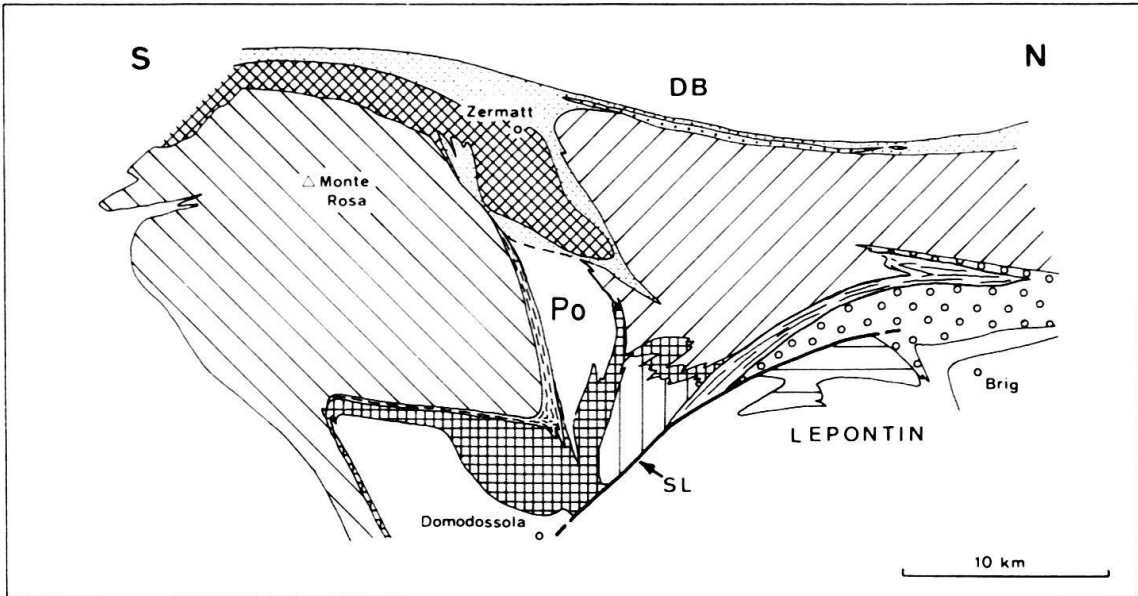 S
N
DB
Zermatt
Monte
Rosa
Po
Brig
LEPONTIN
SL
Domodossola
10 km